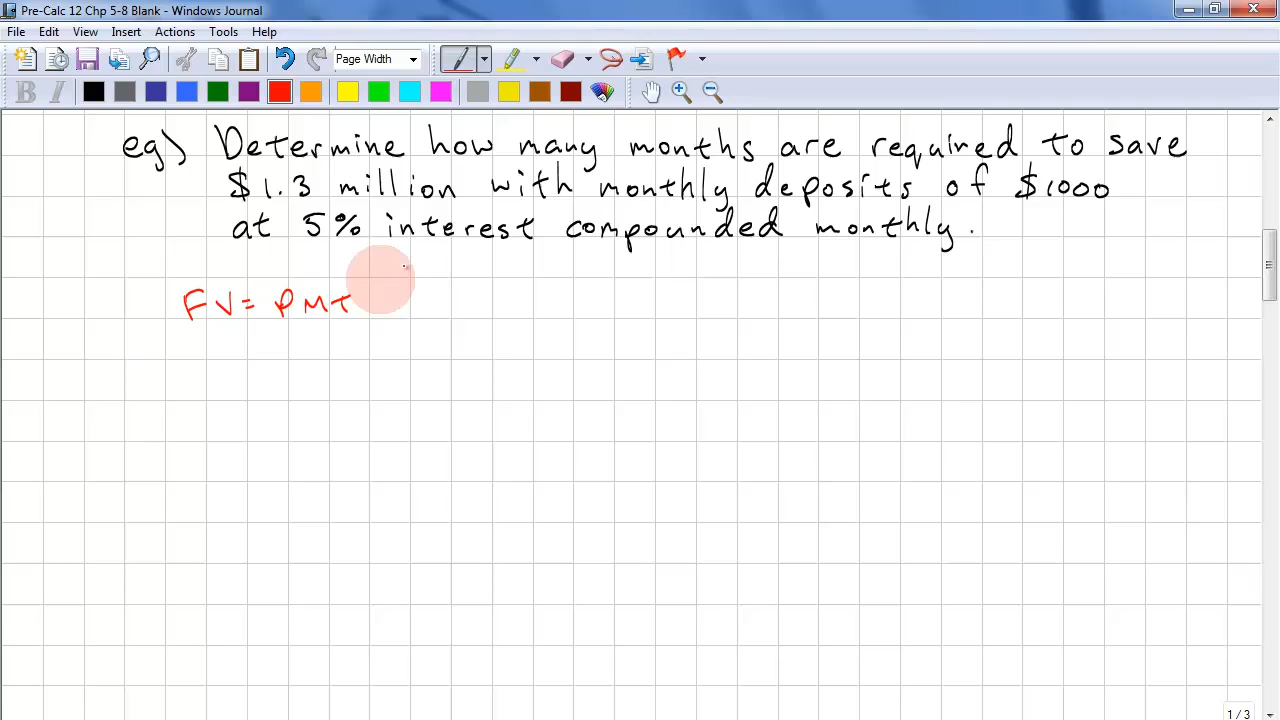 Pre-Calc 12 Chp 5-8 Blank - Windows Journal
File Edit View Insert Actions Tools Help
Page Width
B I U
eg) Determine how many months are required to save
$1.3 million with monthly deposits of $1000
at 5% interest compounded monthly.
FV= PMT
1 / 3